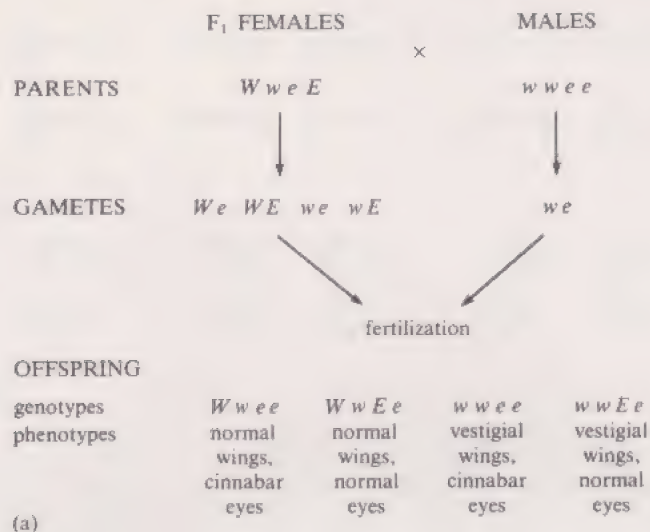 F₁ FEMALES MALES
×
PARENTS W w e E w w e e
GAMETES W e W E w e w E w e
fertilization
OFFSPRING
genotypes W w e e W w E e w w e e w w E e
phenotypes normal normal vestigial vestigial
wings, wings, wings, wings,
cinnabar normal cinnabar normal
eyes eyes eyes eyes
(a)